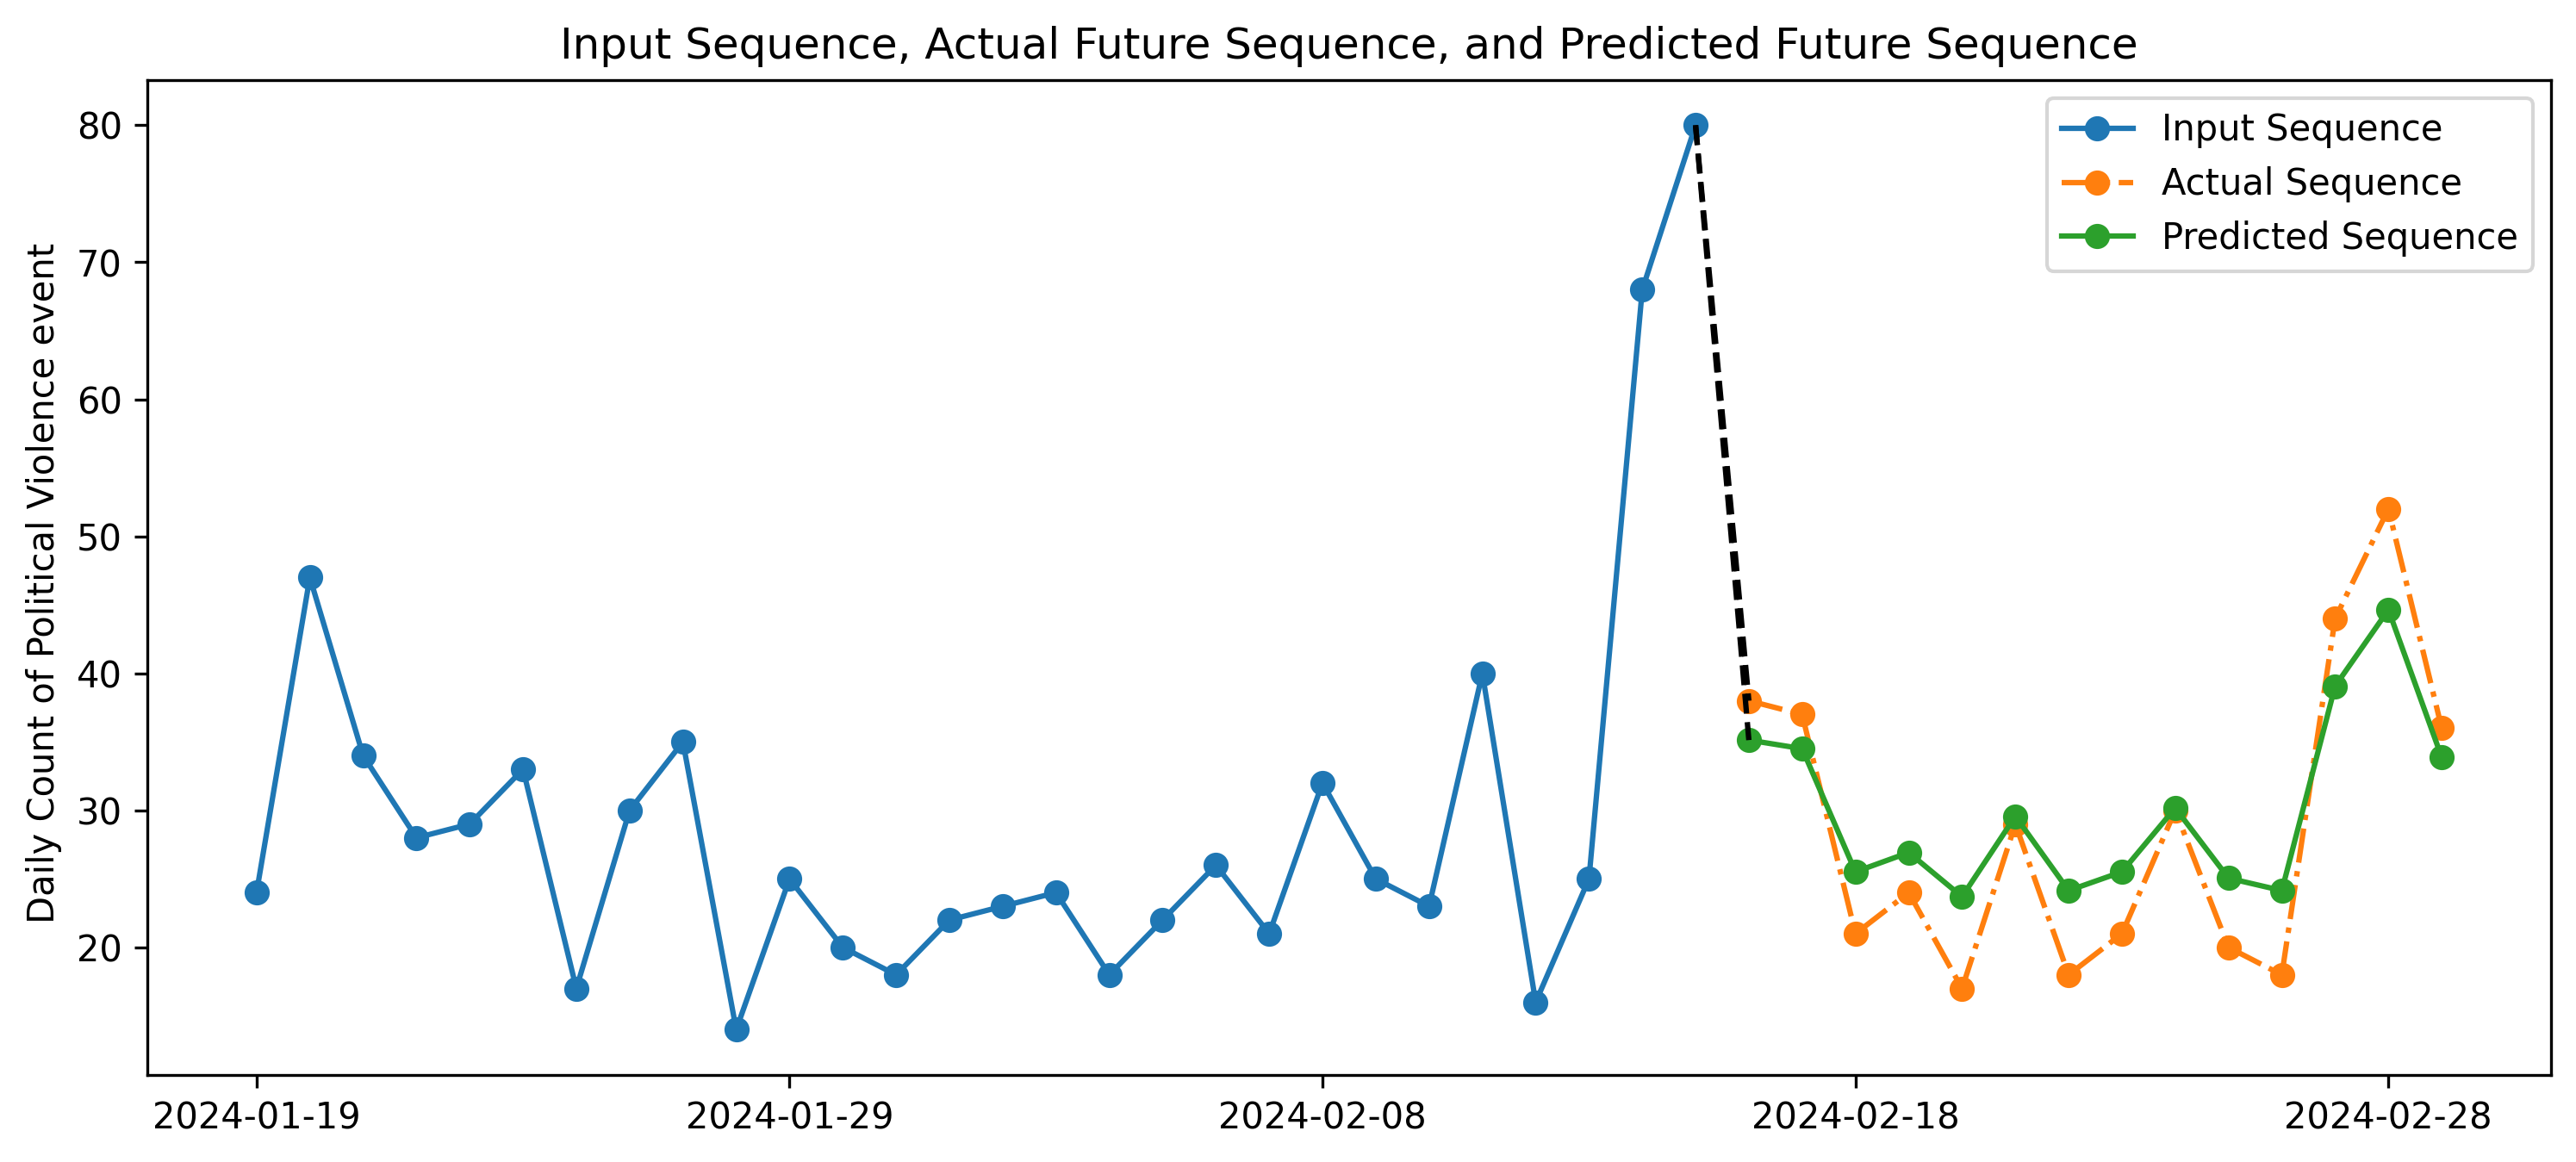 Input Sequence, Actual Future Sequence, and Predicted Future Sequence
Daily Count of Political Violence event
80
70
60
50
40
30
20
Input Sequence
Actual Sequence
Predicted Sequence
2024-01-19
2024-01-29
2024-02-08
2024-02-18
2024-02-28